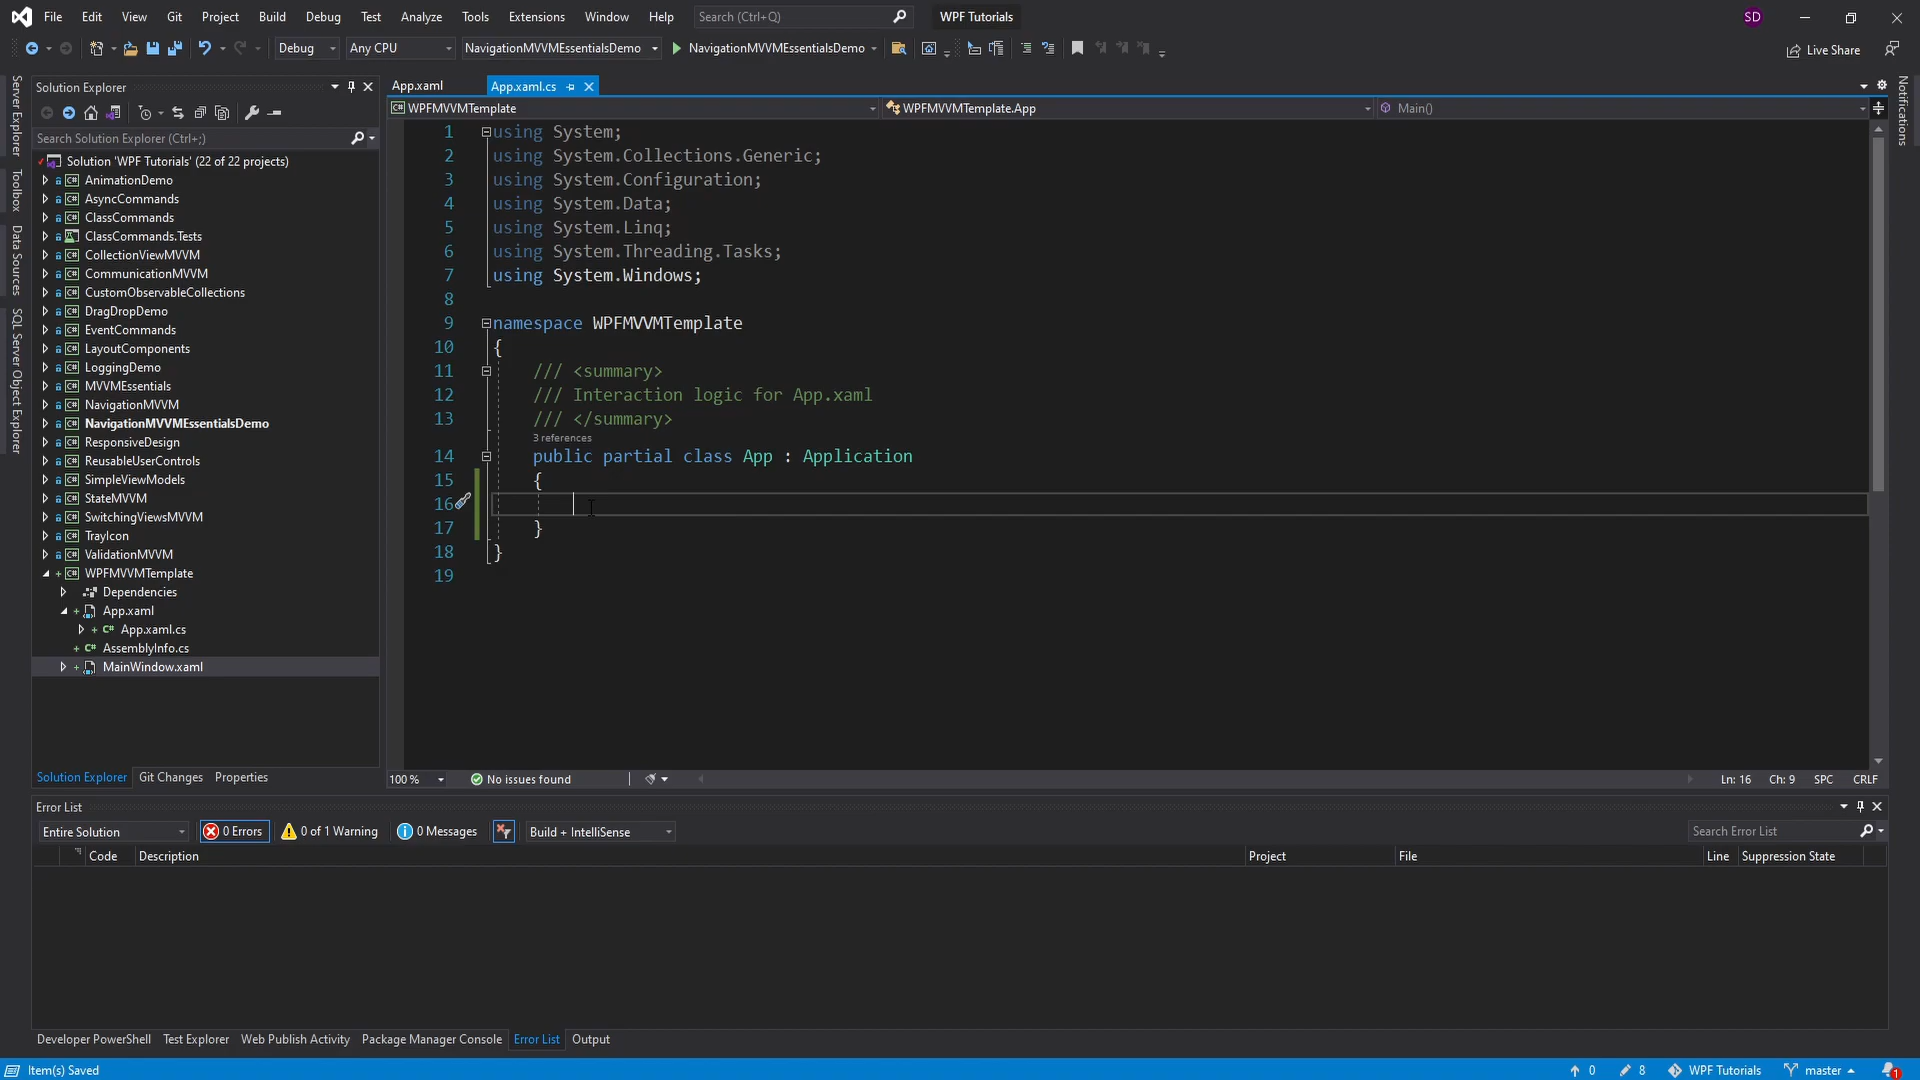 File Edit View Git Project Build Debug Test Analyze Tools Extensions Window Help Search (Ctrl+Q) WPF Tutorials SD
Debug Any CPU NavigationMVVMEssentialsDemo NavigationMVVMEssentialsDemo Live Share
Server Explorer
Toolbox
Data Sources
SQL Server Object Explorer
Solution Explorer
Search Solution Explorer (Ctrl+;)
Solution 'WPF Tutorials' (22 of 22 projects)
AnimationDemo
AsyncCommands
ClassCommands
ClassCommands.Tests
CollectionViewMVVM
CommunicationMVVM
CustomObservableCollections
DragDropDemo
EventCommands
LayoutComponents
LoggingDemo
MVVMEssentials
NavigationMVVM
NavigationMVVMEssentialsDemo
ResponsiveDesign
ReusableUserControls
SimpleViewModels
StateMVVM
SwitchingViewsMVVM
TrayIcon
ValidationMVVM
WPFMVVMTemplate
Dependencies
App.xaml
App.xaml.cs
AssemblyInfo.cs
MainWindow.xaml
Solution Explorer Git Changes Properties
App.xaml App.xaml.cs
WPFMVVMTemplate WPFMVVMTemplate.App Main()
1 using System;
2 using System.Collections.Generic;
3 using System.Configuration;
4 using System.Data;
5 using System.Linq;
6 using System.Threading.Tasks;
7 using System.Windows;
8
9 namespace WPFMVVMTemplate
10 {
11 /// <summary>
12 /// Interaction logic for App.xaml
13 /// </summary>
3 references
14 public partial class App : Application
15 {
16
17 }
18 }
19
100 % No issues found Ln: 16 Ch: 9 SPC CRLF
Notifications
Error List
Entire Solution 0 Errors 0 of 1 Warning 0 Messages Build + IntelliSense Search Error List
Code Description Project File Line Suppression State
Developer PowerShell Test Explorer Web Publish Activity Package Manager Console Error List Output
Item(s) Saved 0 8 WPF Tutorials master 1